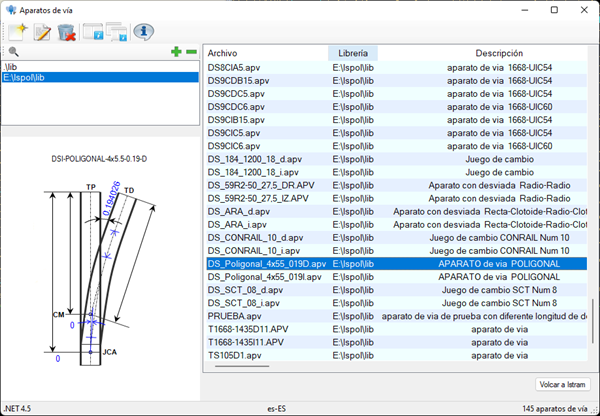 Aparatos de vía
.\lib
E:\Ispol\lib
DSI-POLIGONAL-4x5.5-0.19-D
TP
TD
0.194026
CM
0
0
JCA
0
Archivo Librería Descripción
DS8CIA5.apv E:\Ispol\lib aparato de via 1668-UIC54
DS9CDB15.apv E:\Ispol\lib aparato de via 1668-UIC54
DS9CDC5.apv E:\Ispol\lib aparato de via 1668-UIC54
DS9CDC6.apv E:\Ispol\lib aparato de via 1668-UIC60
DS9CIB15.apv E:\Ispol\lib aparato de via 1668-UIC54
DS9CIC5.apv E:\Ispol\lib aparato de via 1668-UIC54
DS9CIC6.apv E:\Ispol\lib aparato de via 1668-UIC60
DS_184_1200_18_d.apv E:\Ispol\lib Juego de cambio
DS_184_1200_18_i.apv E:\Ispol\lib Juego de cambio
DS_59R2-50_27,5_DR.APV E:\Ispol\lib Aparato con desviada Radio-Radio
DS_59R2-50_27,5_IZ.APV E:\Ispol\lib Aparato con desviada Radio-Radio
DS_ARA_d.apv E:\Ispol\lib Aparato con desviada Recta-Clotoide-Radio-Clot
DS_ARA_i.apv E:\Ispol\lib Aparato con desviada Recta-Clotoide-Radio-Clot
DS_CONRAIL_10_d.apv E:\Ispol\lib Juego de cambio CONRAIL Num 10
DS_CONRAIL_10_i.apv E:\Ispol\lib Juego de cambio CONRAIL Num 10
DS_Poligonal_4x55_019D.apv E:\Ispol\lib APARATO de via POLIGONAL
DS_Poligonal_4x55_019I.apv E:\Ispol\lib APARATO de via POLIGONAL
DS_SCT_08_d.apv E:\Ispol\lib Juego de cambio SCT Num 8
DS_SCT_08_i.apv E:\Ispol\lib Juego de cambio SCT Num 8
PRUEBA.apv E:\Ispol\lib aparato de via de prueba con diferente longitud de de
T1668-1435D11.APV E:\Ispol\lib aparato de via
T1668-1435I11.APV E:\Ispol\lib aparato de via
TS105D1.apv E:\Ispol\lib aparato de via
Volcar a Istram
.NET 4.5 es-ES 145 aparatos de vía